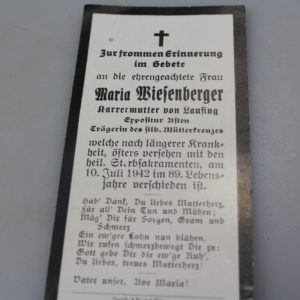 Zur frommen Erinnerung
im Gebete
an die ehrengeachtete Frau
Maria Wiesenberger
Karrermutter von Laufing
Expositur Asten
Trägerin des silb. Mütterkreuzes
welche nach längerer Krank-
heit, öfters versehen mit den
heil. Sterbsakramenten, am
10. Juli 1942 im 89. Lebens-
jahre verschieden ist.
Hab' Dank, Du liebes Mutterherz,
Für all' Dein Tun und Mühen;
Mög' Dir für Sorgen, Gram und
Schmerz
Ein ew'ger Lohn nun blühen.
Wir rufen schmerzbewegt Dir zu:
Gott gebe Dir die ew'ge Ruh',
Du liebes, treues Mutterherz!
Vater unser. Ave Maria!